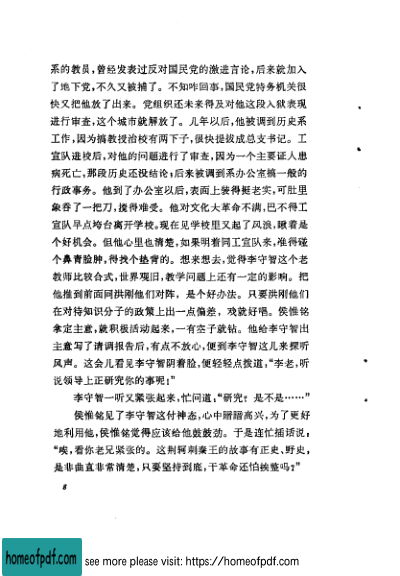 系的教员,曾经发表过反对国民党的激进言论,后来就加入
了地下党,不久又被捕了。不知咋回事,国民党特务机关很
快又把他放了出来。党组织还未来得及对他这段入狱表现
进行审查,这个城市就解放了。几年以后,他被调到历史系
工作,因为搞教授治校有两下子,很快提拔成总支书记。工
宣队进校后,对他的问题进行了审查,因为一个主要证人患
病死亡,那段历史还没结论,后来被调到系办公室搞一般的
行政事务。他到了办公室以后,表面上装得挺老实,可肚里
象吞了一把刀,搅得难受。他对文化大革命不满,巴不得工
宣队早点垮台离开学校。现在见学校里又起了风浪,瞅着是
个好机会。但他心里也清楚,如果明着同工宣队来,准得碰
个鼻青脸肿,得找个垫背的。想来想去,觉得李守智这个老
教师比较合式,世界观旧,教学问题上还有一定的影响。把
他推到前面同洪刚他们对阵,是个好办法。只要洪刚他们
在对待知识分子的政策上出一点偏差,戏就好唱。侯惟铭
拿定主意,就积极活动起来,一有空子就钻。他给李守智出
主意写了请调报告后,有点不放心,便到李守智这儿来探听
风声。这会儿看见李守智阴着脸,便轻轻点拨道:“李老,听
说领导上正研究你的事呢!”
李守智一听又紧张起来,忙问道:“研究?是不是……”
侯惟铭见了李守智这付神态,心中暗暗高兴,为了更好
地利用他,侯惟铭觉得应该给他鼓鼓劲。于是连忙插话说:
“唉,看你老兄紧张的。这荆轲刺秦王的故事有正史、野史,
是非曲直非常清楚,只要坚持到底,干革命还怕挨整吗?”
8
homeofpdf.com
see more please visit: https://homeofpdf.com